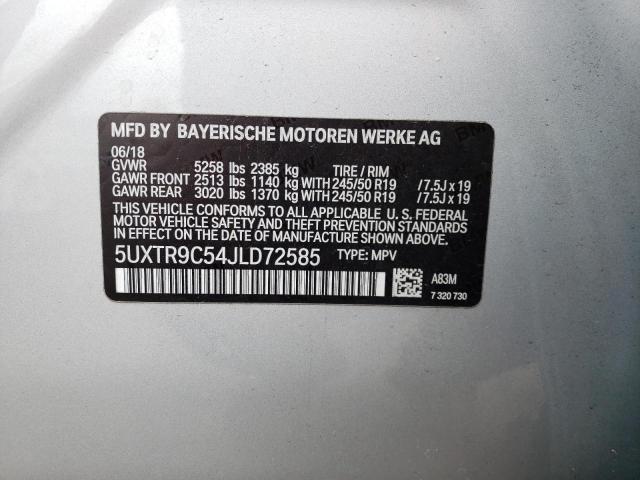 MFD BY BAYERISCHE MOTOREN WERKE AG
06/18
GVWR 5258 lbs 2385 kg TIRE / RIM
GAWR FRONT 2513 lbs 1140 kg WITH 245/50 R19 /7.5J x 19
GAWR REAR 3020 lbs 1370 kg WITH 245/50 R19 /7.5J x 19
THIS VEHICLE CONFORMS TO ALL APPLICABLE U. S. FEDERAL
MOTOR VEHICLE SAFETY AND THEFT PREVENTION STANDARDS
IN EFFECT ON THE DATE OF MANUFACTURE SHOWN ABOVE.
5UXTR9C54JLD72585 TYPE: MPV
A83M
7 320 730